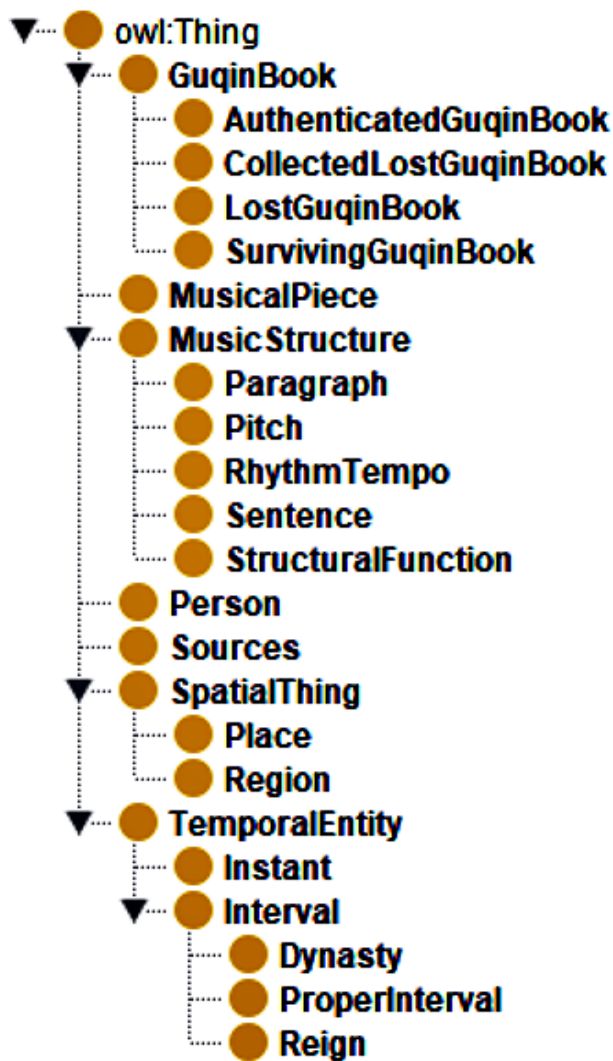 owl:Thing
GuqinBook
AuthenticatedGuqinBook
CollectedLostGuqinBook
LostGuqinBook
SurvivingGuqinBook
MusicalPiece
MusicStructure
Paragraph
Pitch
RhythmTempo
Sentence
StructuralFunction
Person
Sources
SpatialThing
Place
Region
TemporalEntity
Instant
Interval
Dynasty
ProperInterval
Reign